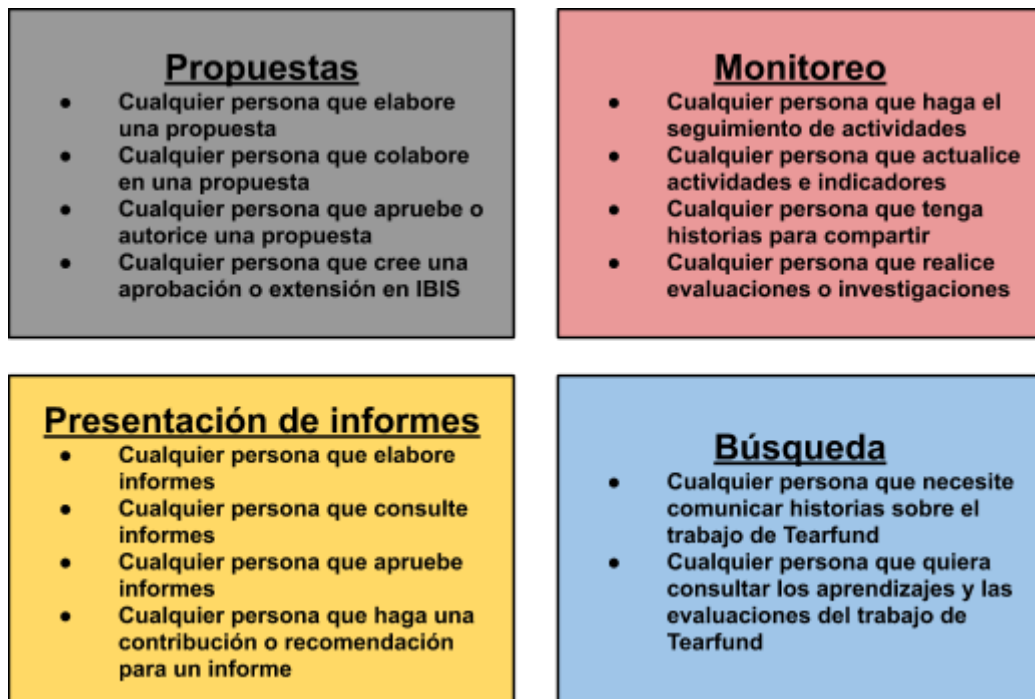 Propuestas
● Cualquier persona que elabore
una propuesta
● Cualquier persona que colabore
en una propuesta
● Cualquier persona que apruebe o
autorice una propuesta
● Cualquier persona que cree una
aprobación o extensión en IBIS
Monitoreo
● Cualquier persona que haga el
seguimiento de actividades
● Cualquier persona que actualice
actividades e indicadores
● Cualquier persona que tenga
historias para compartir
● Cualquier persona que realice
evaluaciones o investigaciones
Presentación de informes
● Cualquier persona que elabore
informes
● Cualquier persona que consulte
informes
● Cualquier persona que apruebe
informes
● Cualquier persona que haga una
contribución o recomendación
para un informe
Búsqueda
● Cualquier persona que necesite
comunicar historias sobre el
trabajo de Tearfund
● Cualquier persona que quiera
consultar los aprendizajes y las
evaluaciones del trabajo de
Tearfund